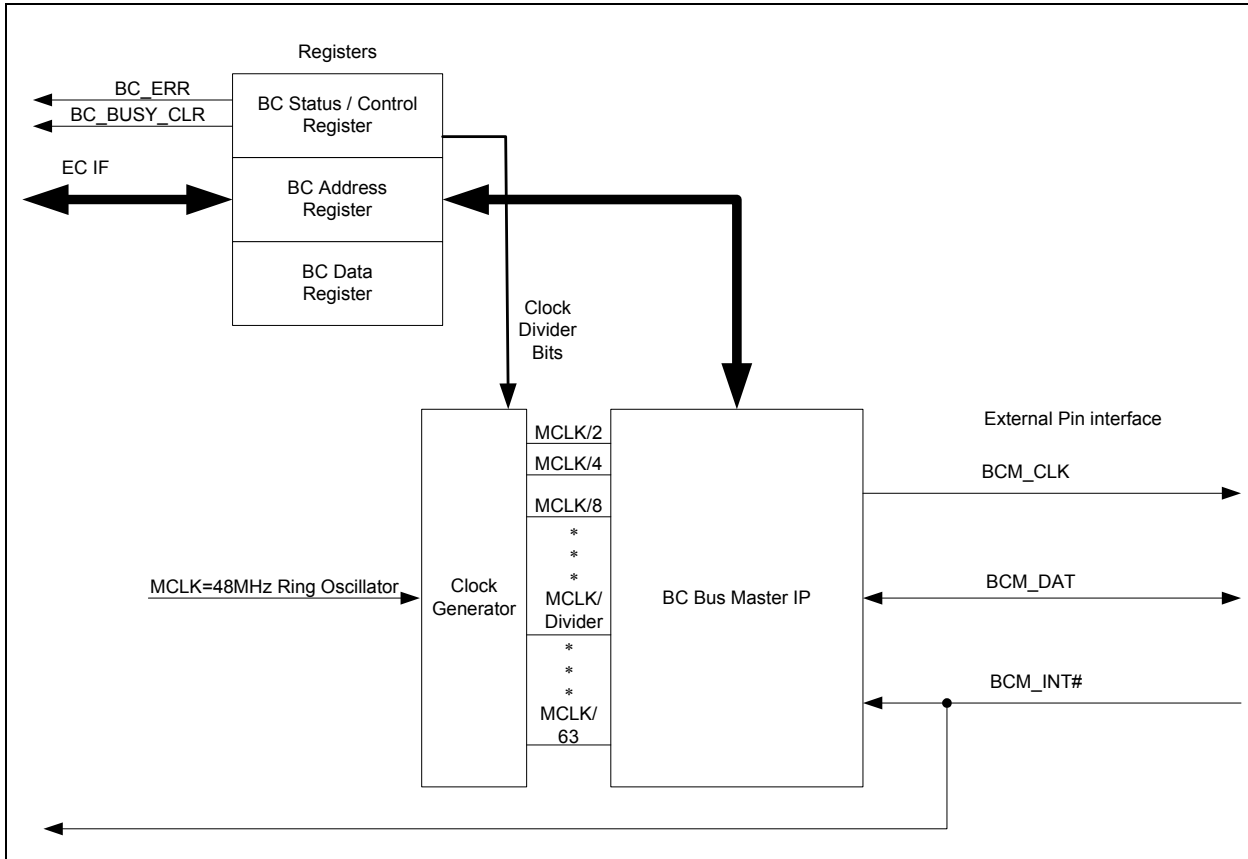 Registers
BC_ERR
BC_BUSY_CLR
BC Status / Control
Register
EC IF
BC Address
Register
BC Data
Register
Clock
Divider
Bits
MCLK/2
MCLK/4
MCLK/8
*
*
*
MCLK/
Divider
*
*
*
MCLK/
63
MCLK=48MHz Ring Oscillator
Clock
Generator
BC Bus Master IP
External Pin interface
BCM_CLK
BCM_DAT
BCM_INT#